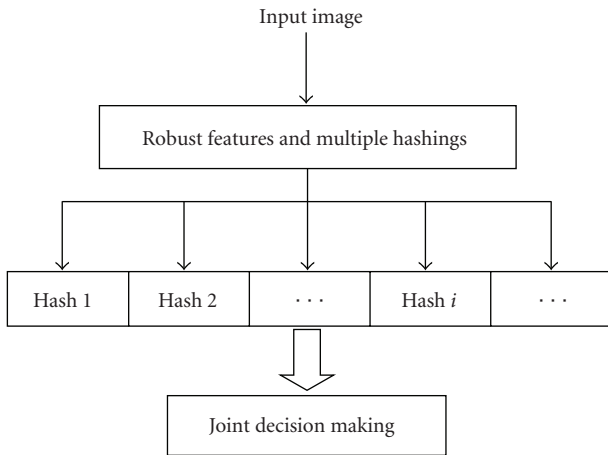 Input image
Robust features and multiple hashings
Hash 1 Hash 2 · · · Hash i · · ·
Joint decision making